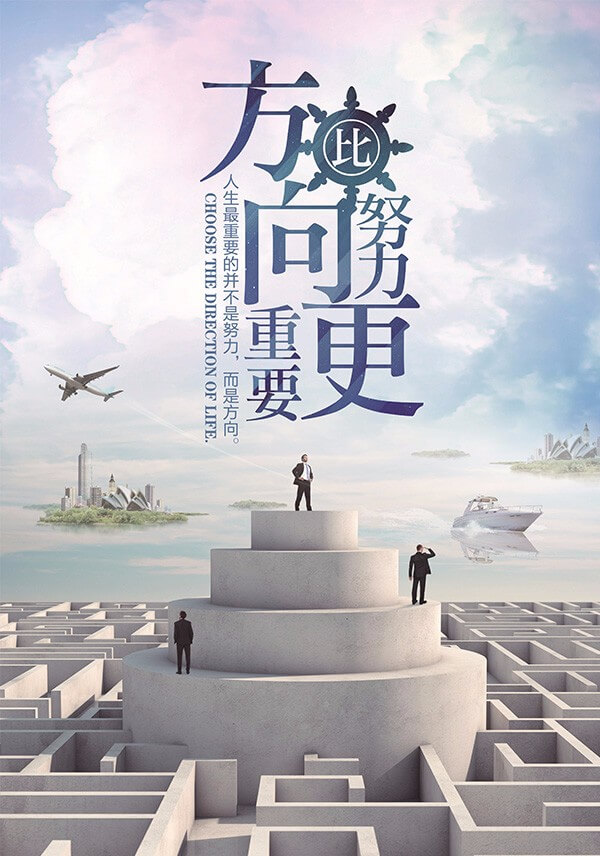 方向
比
努力
更
重要
人生最重要的并不是努力，而是方向。
CHOOSE THE DIRECTION OF LIFE.